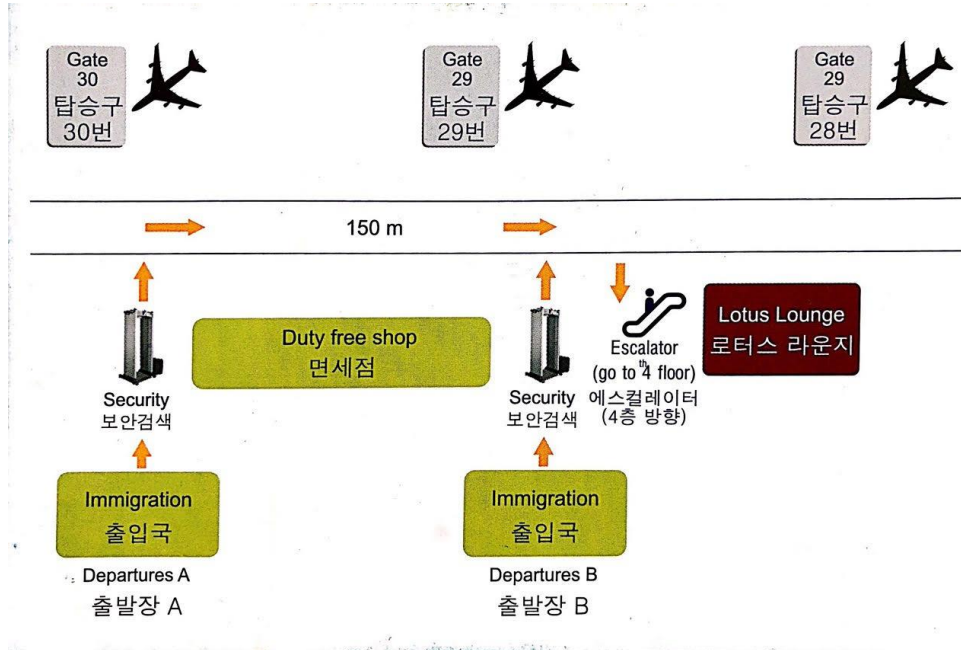 Gate
30
탑승구
30번
Gate
29
탑승구
29번
Gate
29
탑승구
28번
150 m
Duty free shop
면세점
Lotus Lounge
로터스 라운지
Escalator
(go to 4th floor)
에스컬레이터
(4층 방향)
Security
보안검색
Security
보안검색
Immigration
출입국
Immigration
출입국
Departures A
출발장 A
Departures B
출발장 B